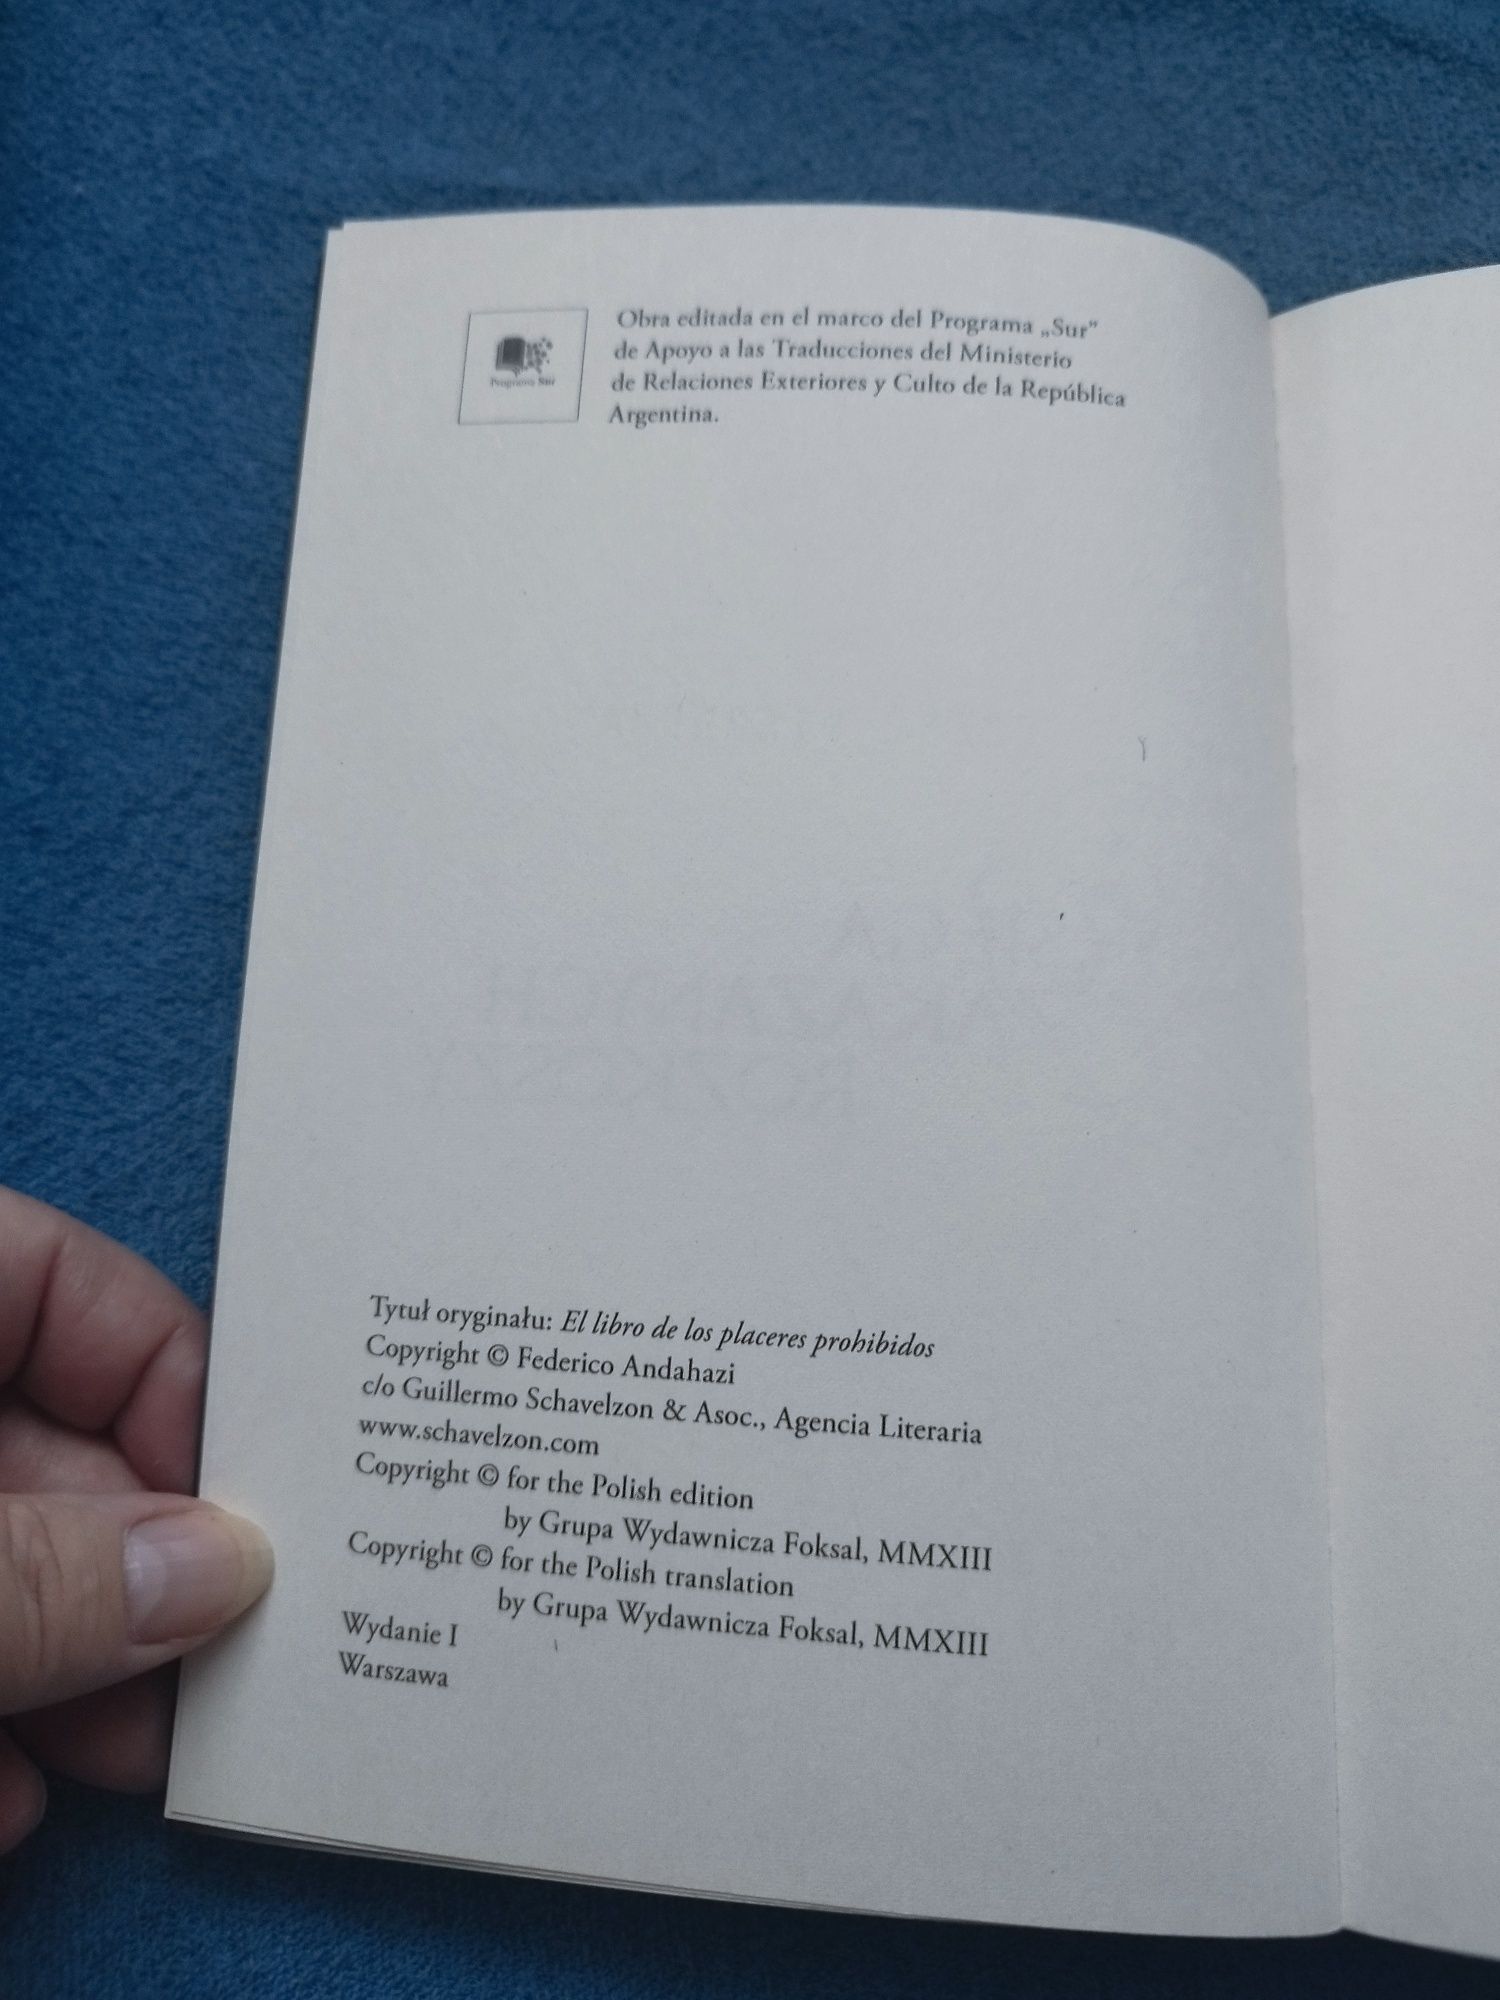 Programa Sur
Obra editada en el marco del Programa „Sur”
de Apoyo a las Traducciones del Ministerio
de Relaciones Exteriores y Culto de la República
Argentina.
Tytuł oryginału: El libro de los placeres prohibidos
Copyright © Federico Andahazi
c/o Guillermo Schavelzon & Asoc., Agencia Literaria
www.schavelzon.com
Copyright © for the Polish edition
by Grupa Wydawnicza Foksal, MMXIII
Copyright © for the Polish translation
by Grupa Wydawnicza Foksal, MMXIII
Wydanie I
Warszawa